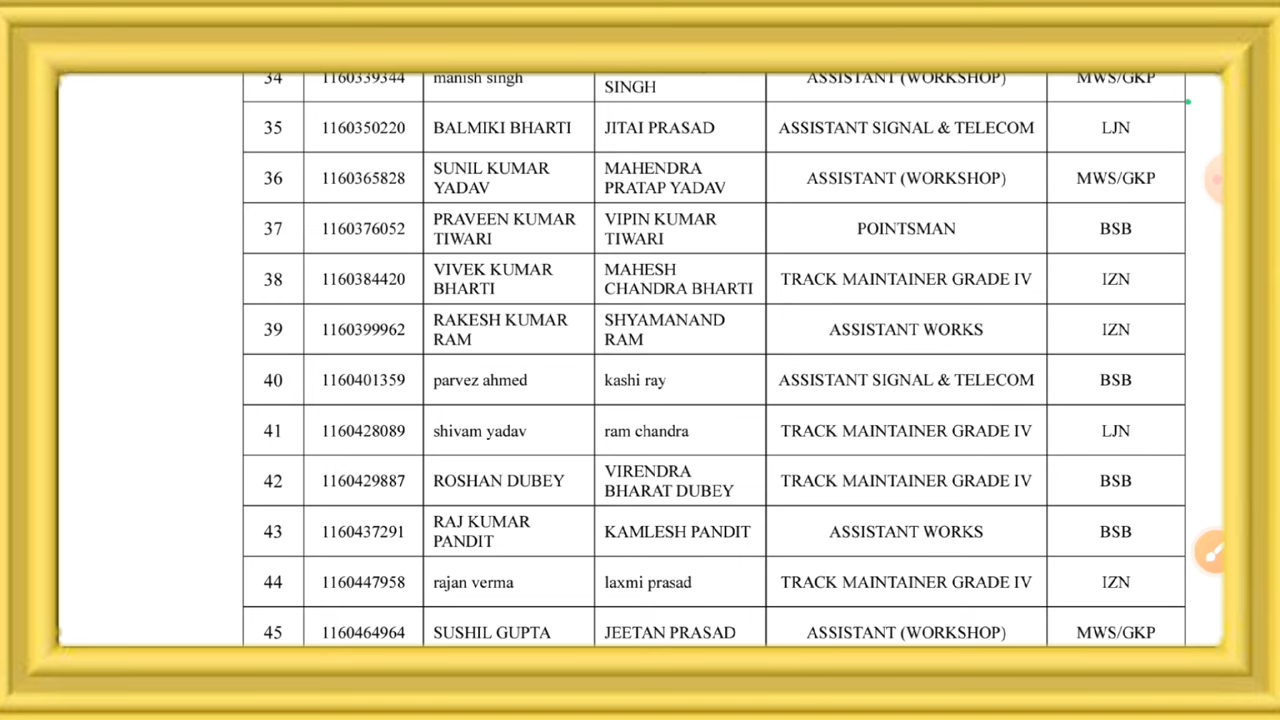 34 1160339344 manish singh SINGH ASSISTANT (WORKSHOP) MWS/GKP
35 1160350220 BALMIKI BHARTI JITAI PRASAD ASSISTANT SIGNAL & TELECOM LJN
36 1160365828 SUNIL KUMAR YADAV MAHENDRA PRATAP YADAV ASSISTANT (WORKSHOP) MWS/GKP
37 1160376052 PRAVEEN KUMAR TIWARI VIPIN KUMAR TIWARI POINTSMAN BSB
38 1160384420 VIVEK KUMAR BHARTI MAHESH CHANDRA BHARTI TRACK MAINTAINER GRADE IV IZN
39 1160399962 RAKESH KUMAR RAM SHYAMANAND RAM ASSISTANT WORKS IZN
40 1160401359 parvez ahmed kashi ray ASSISTANT SIGNAL & TELECOM BSB
41 1160428089 shivam yadav ram chandra TRACK MAINTAINER GRADE IV LJN
42 1160429887 ROSHAN DUBEY VIRENDRA BHARAT DUBEY TRACK MAINTAINER GRADE IV BSB
43 1160437291 RAJ KUMAR PANDIT KAMLESH PANDIT ASSISTANT WORKS BSB
44 1160447958 rajan verma laxmi prasad TRACK MAINTAINER GRADE IV IZN
45 1160464964 SUSHIL GUPTA JEETAN PRASAD ASSISTANT (WORKSHOP) MWS/GKP